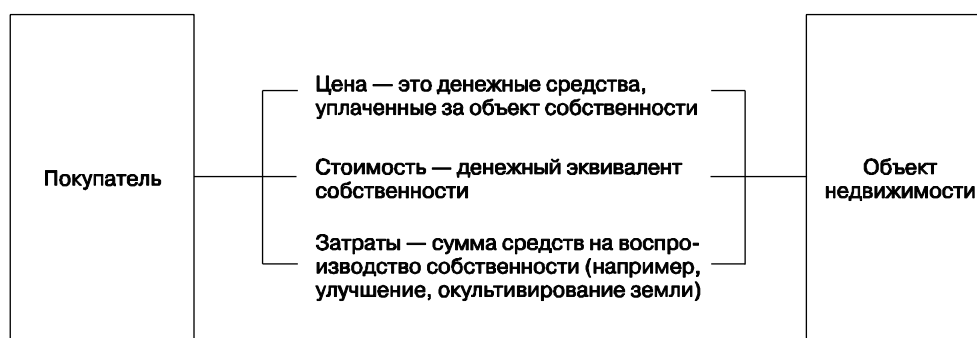 Цена — это денежные средства,
уплаченные за объект собственности
Покупатель
Стоимость — денежный эквивалент
собственности
Объект
недвижимости
Затраты — сумма средств на воспро-
изводство собственности (например,
улучшение, окультивирование земли)